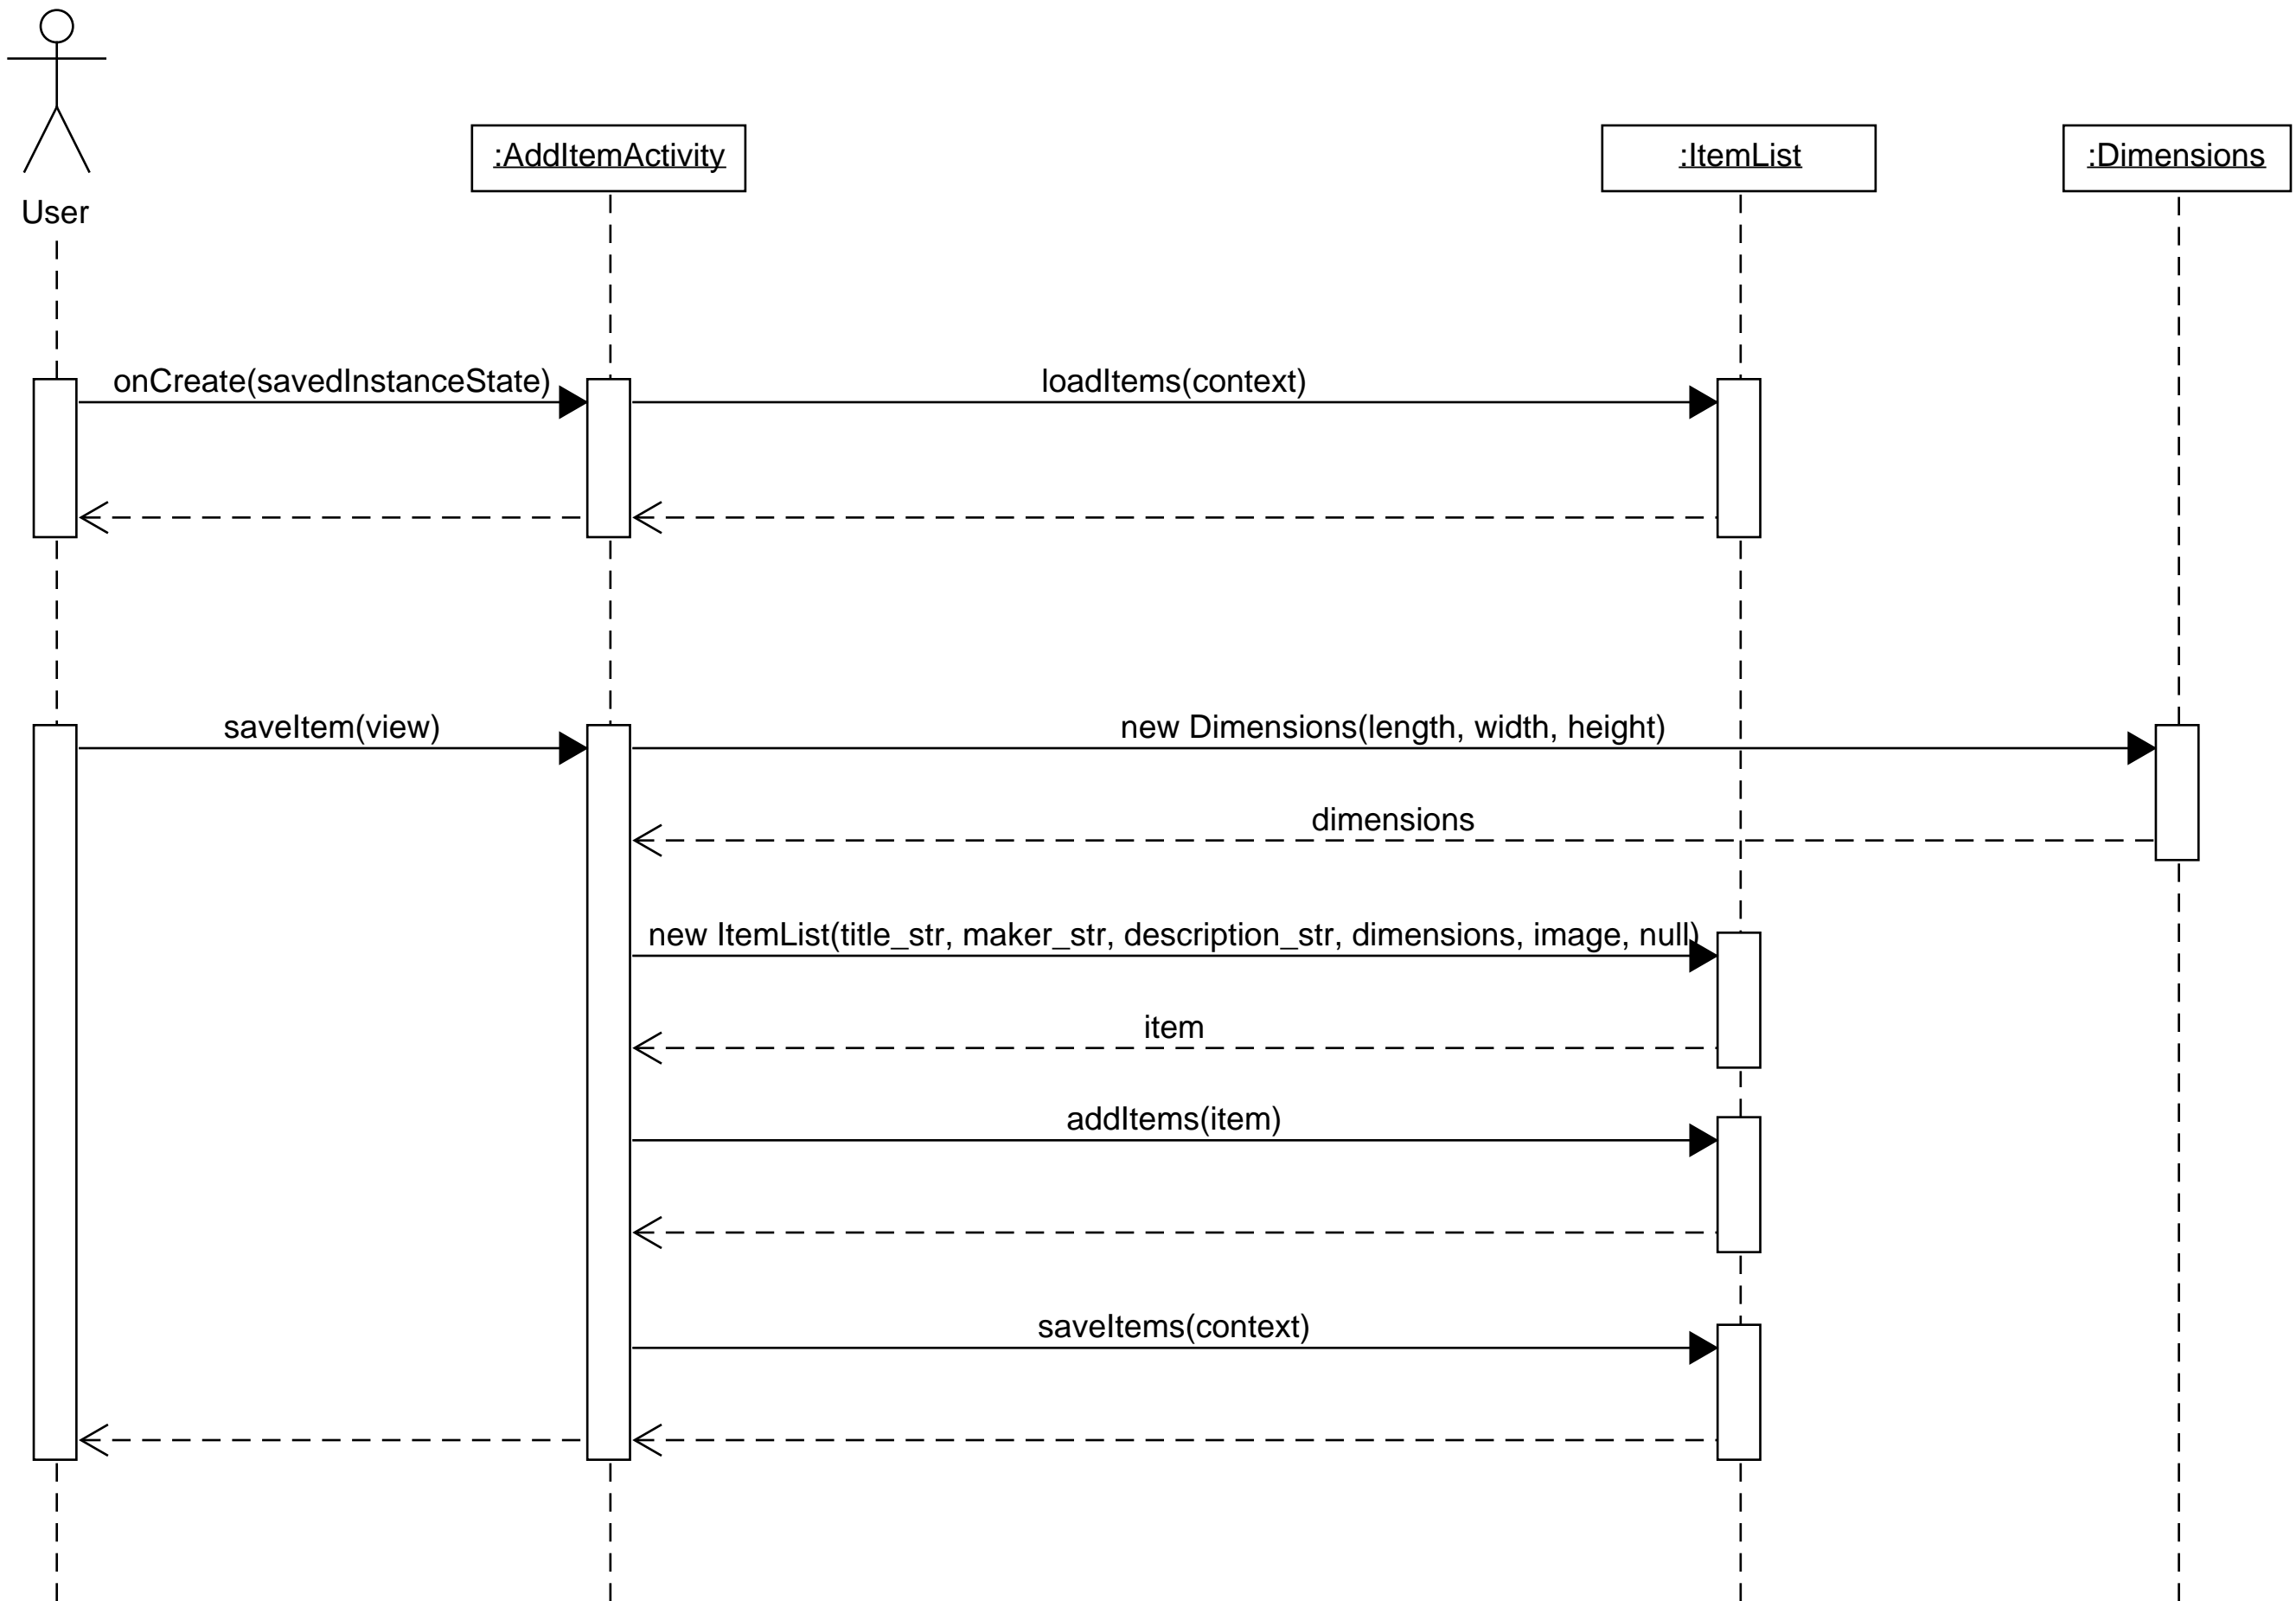 User
:AddItemActivity
:ItemList
:Dimensions
onCreate(savedInstanceState)
loadItems(context)
saveItem(view)
new Dimensions(length, width, height)
dimensions
new ItemList(title_str, maker_str, description_str, dimensions, image, null)
item
addItems(item)
saveItems(context)